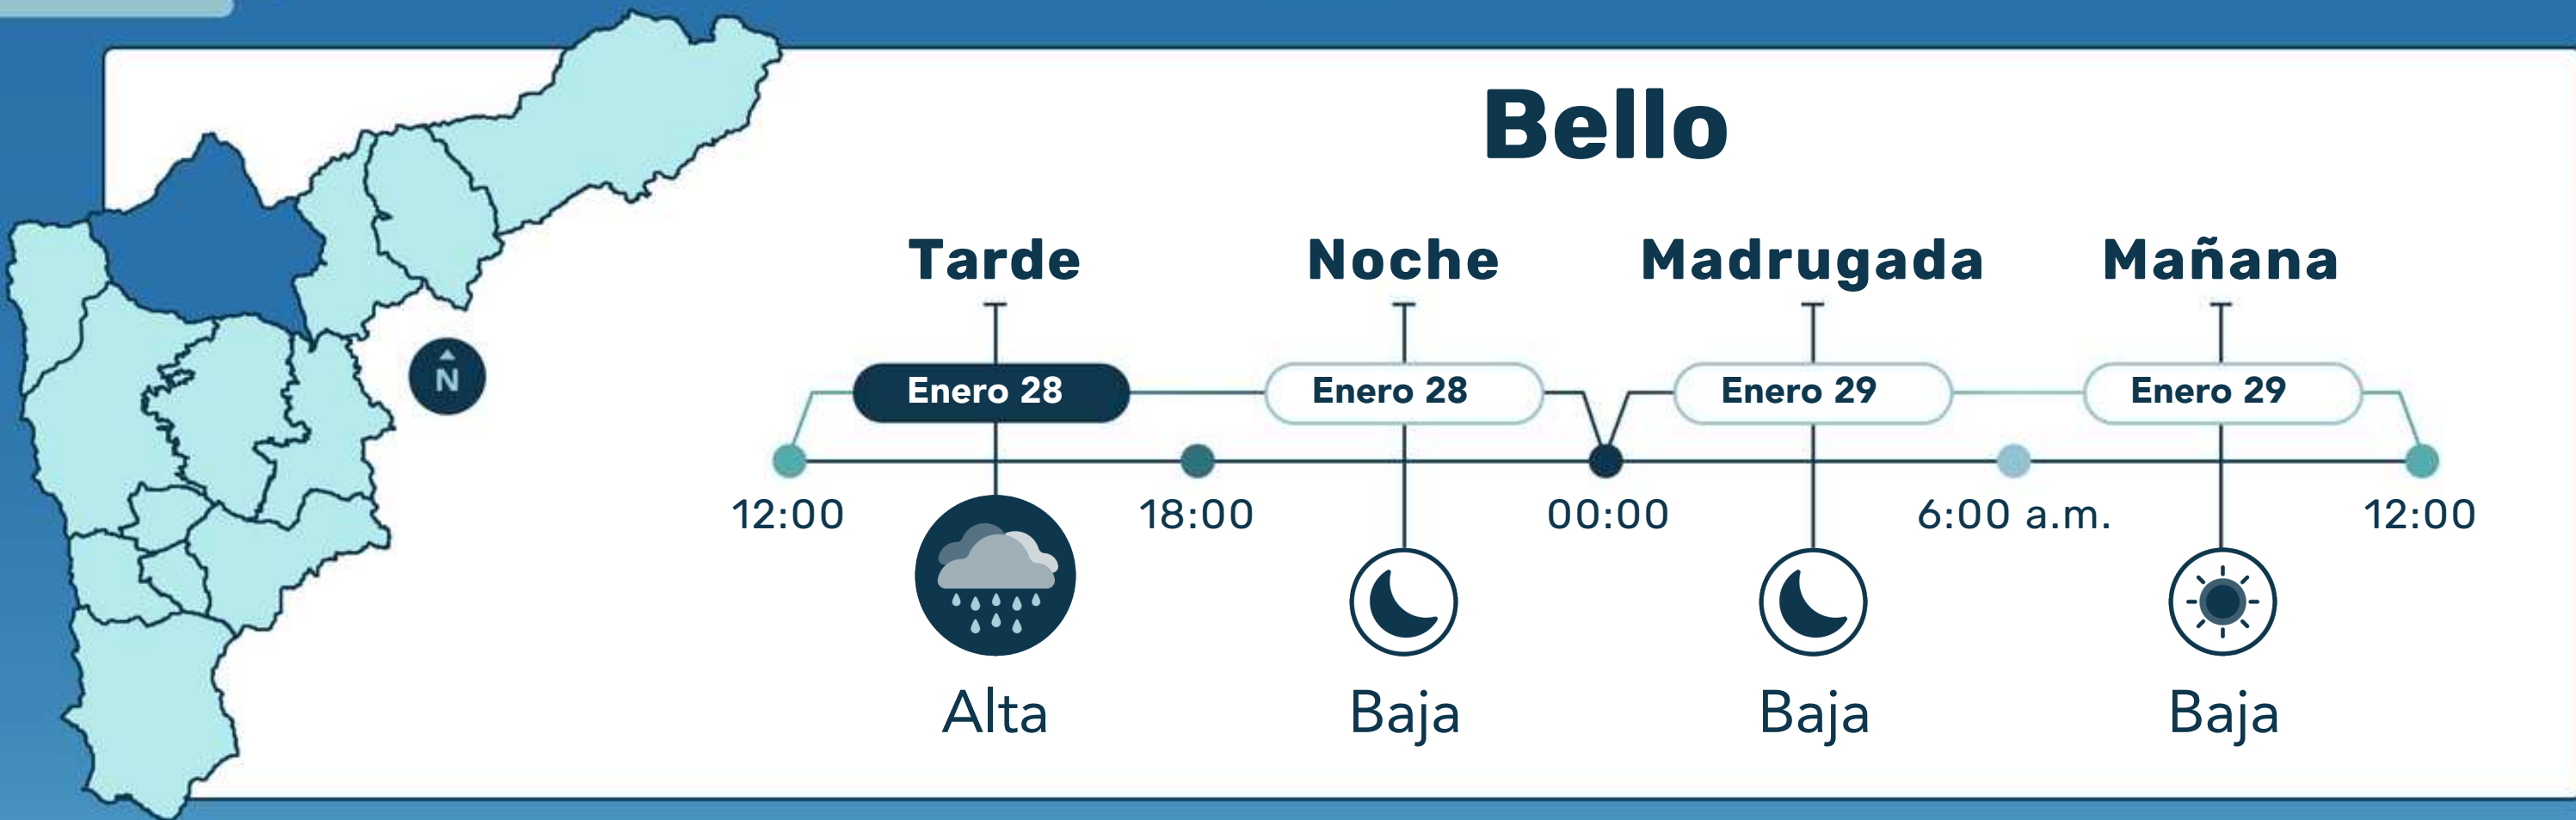 Bello
Tarde Noche Madrugada Mañana
N
Enero 28 Enero 28 Enero 29 Enero 29
12:00 18:00 00:00 6:00 a.m. 12:00
Alta Baja Baja Baja